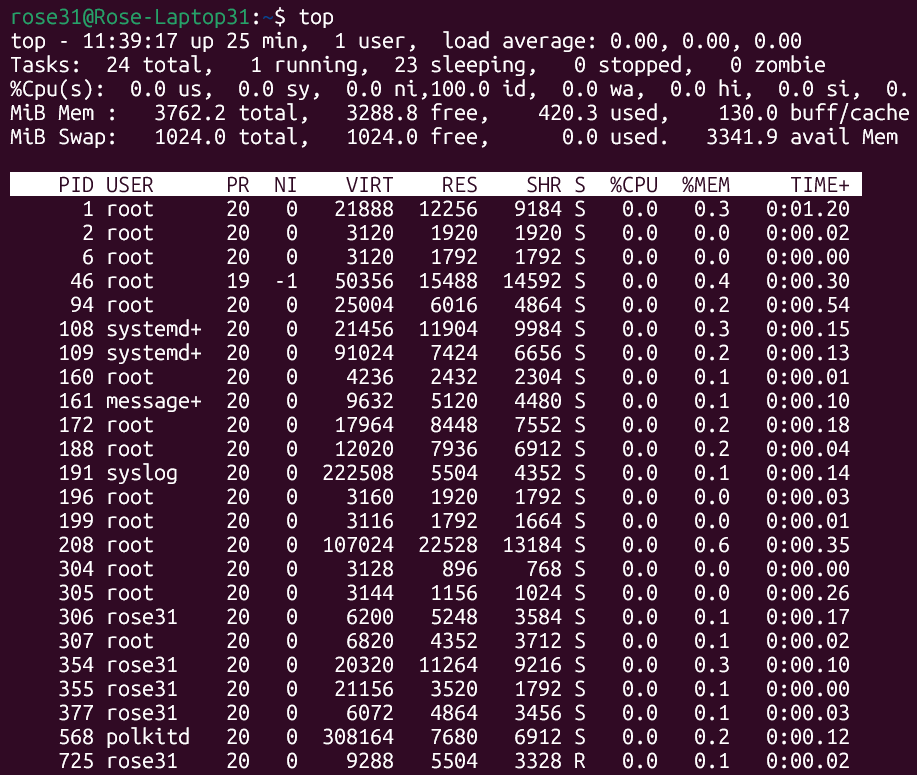 rose31@Rose-Laptop31:~$ top
top - 11:39:17 up 25 min,  1 user,  load average: 0.00, 0.00, 0.00
Tasks:  24 total,   1 running,  23 sleeping,   0 stopped,   0 zombie
%Cpu(s):  0.0 us,  0.0 sy,  0.0 ni,100.0 id,  0.0 wa,  0.0 hi,  0.0 si,  0.
MiB Mem :   3762.2 total,   3288.8 free,    420.3 used,    130.0 buff/cache
MiB Swap:   1024.0 total,   1024.0 free,      0.0 used.   3341.9 avail Mem
    PID USER      PR  NI    VIRT    RES    SHR S  %CPU  %MEM     TIME+
      1 root      20   0   21888  12256   9184 S   0.0   0.3   0:01.20
      2 root      20   0    3120   1920   1920 S   0.0   0.0   0:00.02
      6 root      20   0    3120   1792   1792 S   0.0   0.0   0:00.00
     46 root      19  -1   50356  15488  14592 S   0.0   0.4   0:00.30
     94 root      20   0   25004   6016   4864 S   0.0   0.2   0:00.54
    108 systemd+  20   0   21456  11904   9984 S   0.0   0.3   0:00.15
    109 systemd+  20   0   91024   7424   6656 S   0.0   0.2   0:00.13
    160 root      20   0    4236   2432   2304 S   0.0   0.1   0:00.01
    161 message+  20   0    9632   5120   4480 S   0.0   0.1   0:00.10
    172 root      20   0   17964   8448   7552 S   0.0   0.2   0:00.18
    188 root      20   0   12020   7936   6912 S   0.0   0.2   0:00.04
    191 syslog    20   0  222508   5504   4352 S   0.0   0.1   0:00.14
    196 root      20   0    3160   1920   1792 S   0.0   0.0   0:00.03
    199 root      20   0    3116   1792   1664 S   0.0   0.0   0:00.01
    208 root      20   0  107024  22528  13184 S   0.0   0.6   0:00.35
    304 root      20   0    3128    896    768 S   0.0   0.0   0:00.00
    305 root      20   0    3144   1156   1024 S   0.0   0.0   0:00.26
    306 rose31    20   0    6200   5248   3584 S   0.0   0.1   0:00.17
    307 root      20   0    6820   4352   3712 S   0.0   0.1   0:00.02
    354 rose31    20   0   20320  11264   9216 S   0.0   0.3   0:00.10
    355 rose31    20   0   21156   3520   1792 S   0.0   0.1   0:00.00
    377 rose31    20   0    6072   4864   3456 S   0.0   0.1   0:00.03
    568 polkitd   20   0  308164   7680   6912 S   0.0   0.2   0:00.12
    725 rose31    20   0    9288   5504   3328 R   0.0   0.1   0:00.02